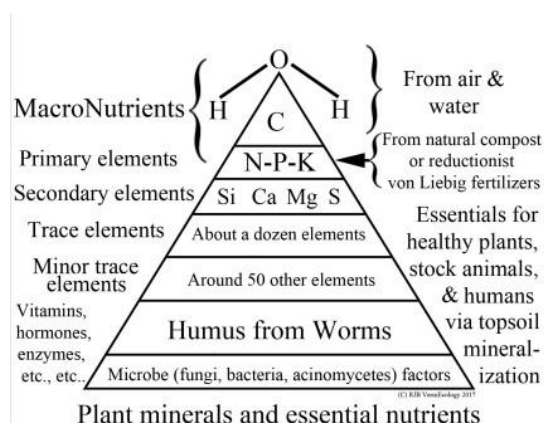 O
H H
C
MacroNutrients
From air &
water
Primary elements
N-P-K
From natural compost
or reductionist
von Liebig fertilizers
Secondary elements
Si Ca Mg S
Trace elements
About a dozen elements
Minor trace
elements
Around 50 other elements
Vitamins,
hormones,
enzymes,
etc., etc..
Humus from Worms
Microbe (fungi, bacteria, acinomycetes) factors
Essentials for
healthy plants,
stock animals,
& humans
via topsoil
mineral-
ization
(C) RJB VermEcology 2017
Plant minerals and essential nutrients